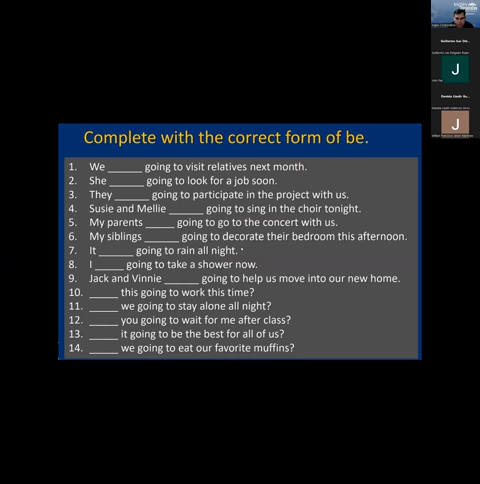 Complete with the correct form of be.
1. We ______ going to visit relatives next month.
2. She ______ going to look for a job soon.
3. They ______ going to participate in the project with us.
4. Susie and Mellie ______ going to sing in the choir tonight.
5. My parents _____ going to go to the concert with us.
6. My siblings ______ going to decorate their bedroom this afternoon.
7. It _____ going to rain all night.
8. I _____ going to take a shower now.
9. Jack and Vinnie ______ going to help us move into our new home.
10. _____ this going to work this time?
11. _____ we going to stay alone all night?
12. _____ you going to wait for me after class?
13. _____ it going to be the best for all of us?
14. _____ we going to eat our favorite muffins?
J
J